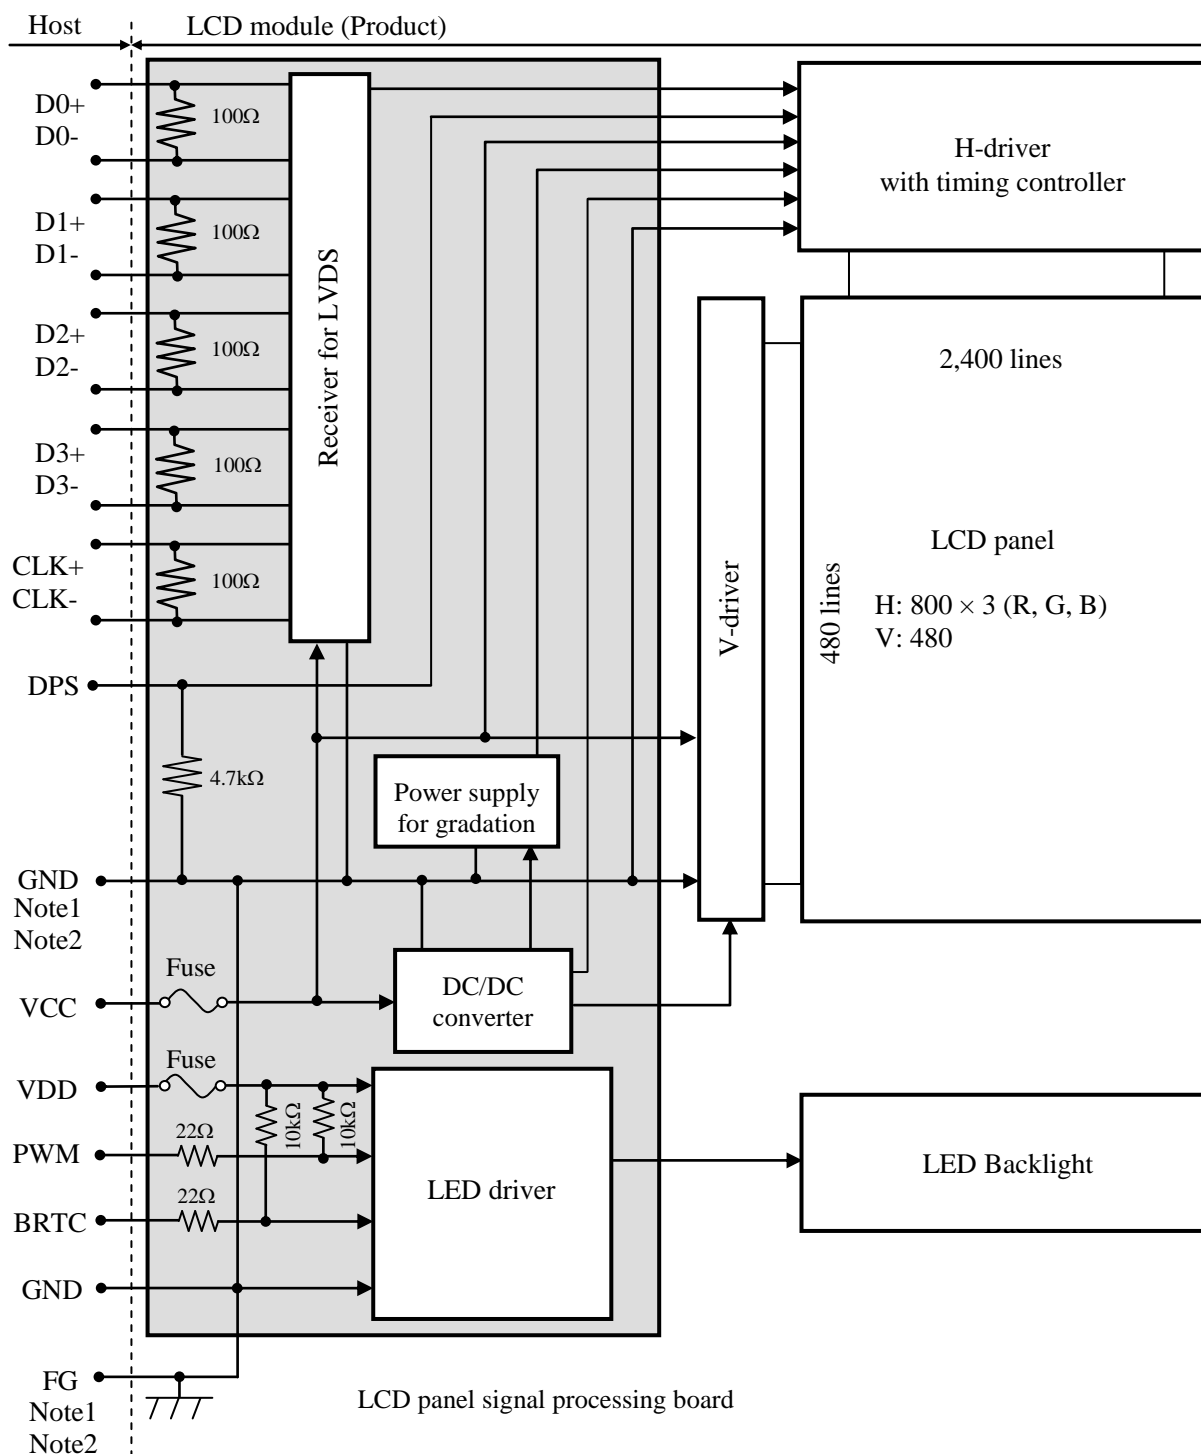 Host
LCD module (Product)
D0+
D0-
100Ω
D1+
D1-
100Ω
D2+
D2-
100Ω
D3+
D3-
100Ω
CLK+
CLK-
100Ω
Receiver for LVDS
H-driver
with timing controller
2,400 lines
LCD panel
H: 800 × 3 (R, G, B)
V: 480
480 lines
V-driver
DPS
4.7kΩ
Power supply
for gradation
GND
Note1
Note2
Fuse
VCC
DC/DC
converter
Fuse
VDD
10kΩ
10kΩ
22Ω
PWM
22Ω
BRTC
LED driver
LED Backlight
GND
FG
Note1
Note2
LCD panel signal processing board